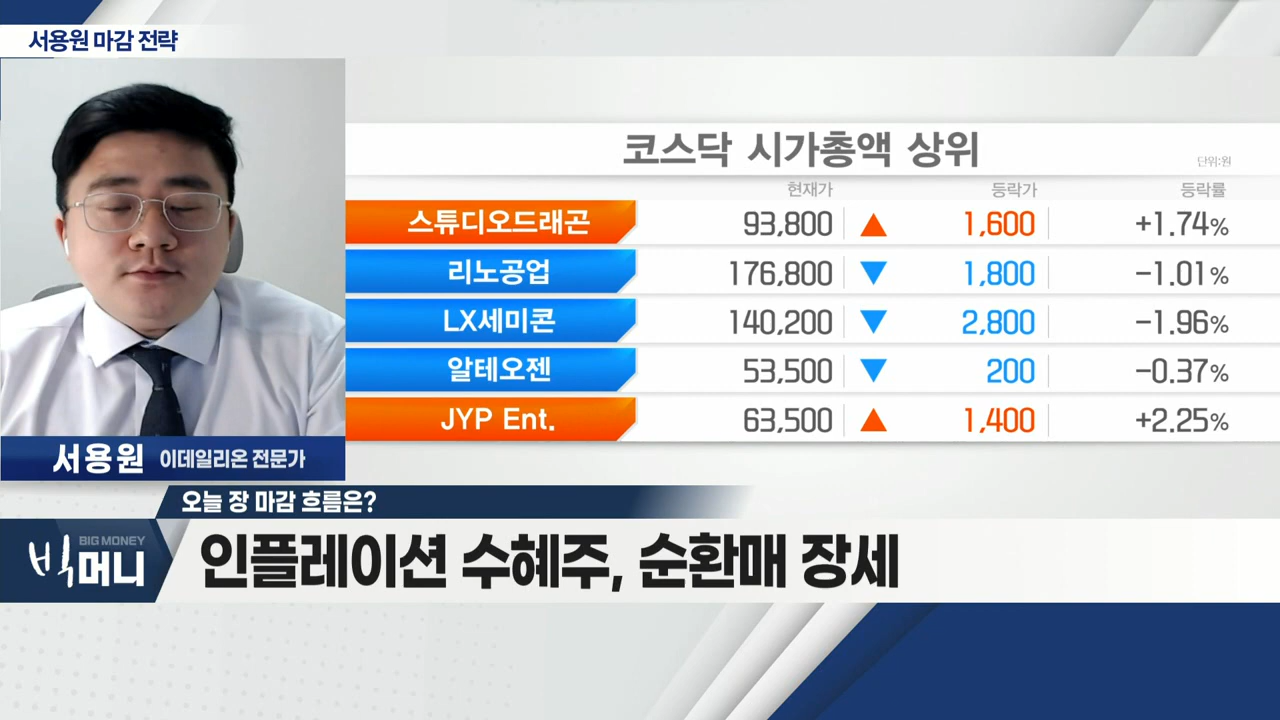 서용원 마감 전략
코스닥 시가총액 상위
단위:원
현재가 등락가 등락률
스튜디오드래곤 93,800 ▲ 1,600 +1.74%
리노공업 176,800 ▼ 1,800 -1.01%
LX세미콘 140,200 ▼ 2,800 -1.96%
알테오젠 53,500 ▼ 200 -0.37%
JYP Ent. 63,500 ▲ 1,400 +2.25%
서용원 이데일리온 전문가
오늘 장 마감 흐름은?
BIG MONEY
빅머니
인플레이션 수혜주, 순환매 장세